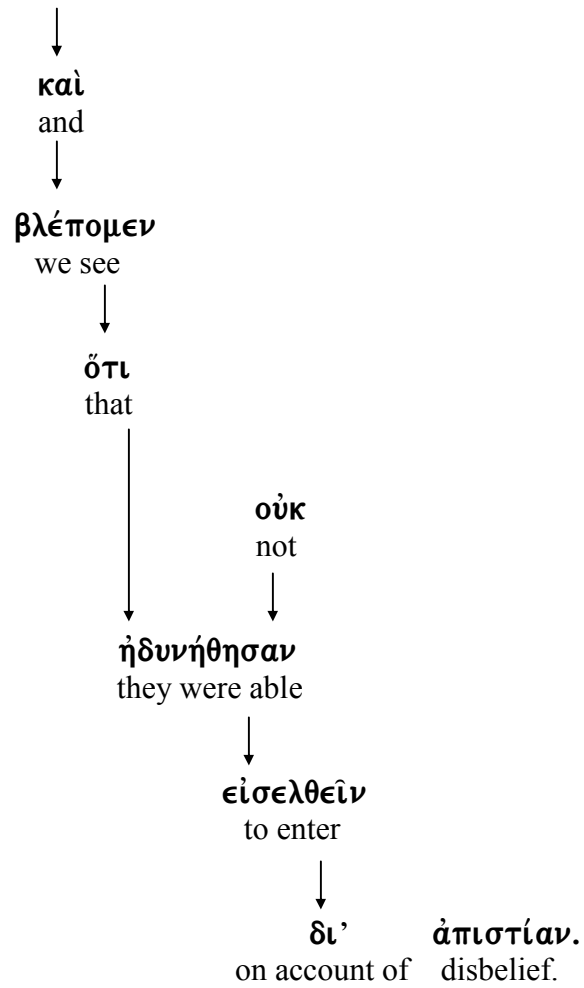 καὶ
and
βλέπομεν
we see
ὅτι
that
οὐκ
not
ἠδυνήθησαν
they were able
εἰσελθεῖν
to enter
δι’ ἀπιστίαν.
on account of disbelief.